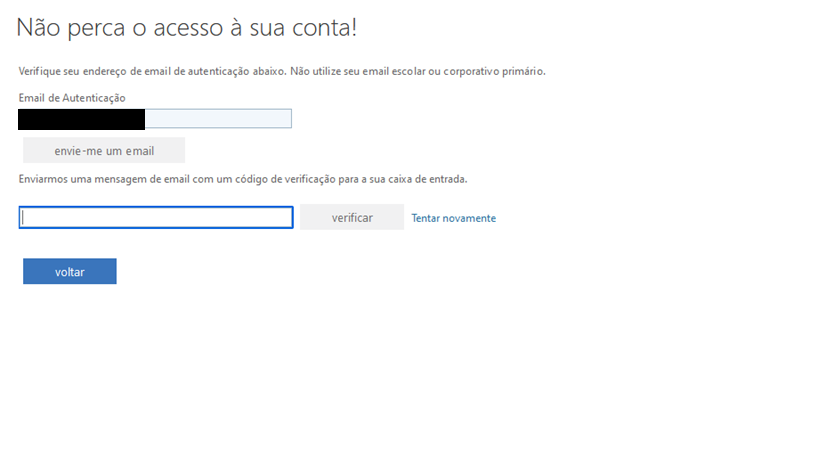 Não perca o acesso à sua conta!
Verifique seu endereço de email de autenticação abaixo. Não utilize seu email escolar ou corporativo primário.
Email de Autenticação
envie-me um email
Enviarmos uma mensagem de email com um código de verificação para a sua caixa de entrada.
verificar Tentar novamente
voltar